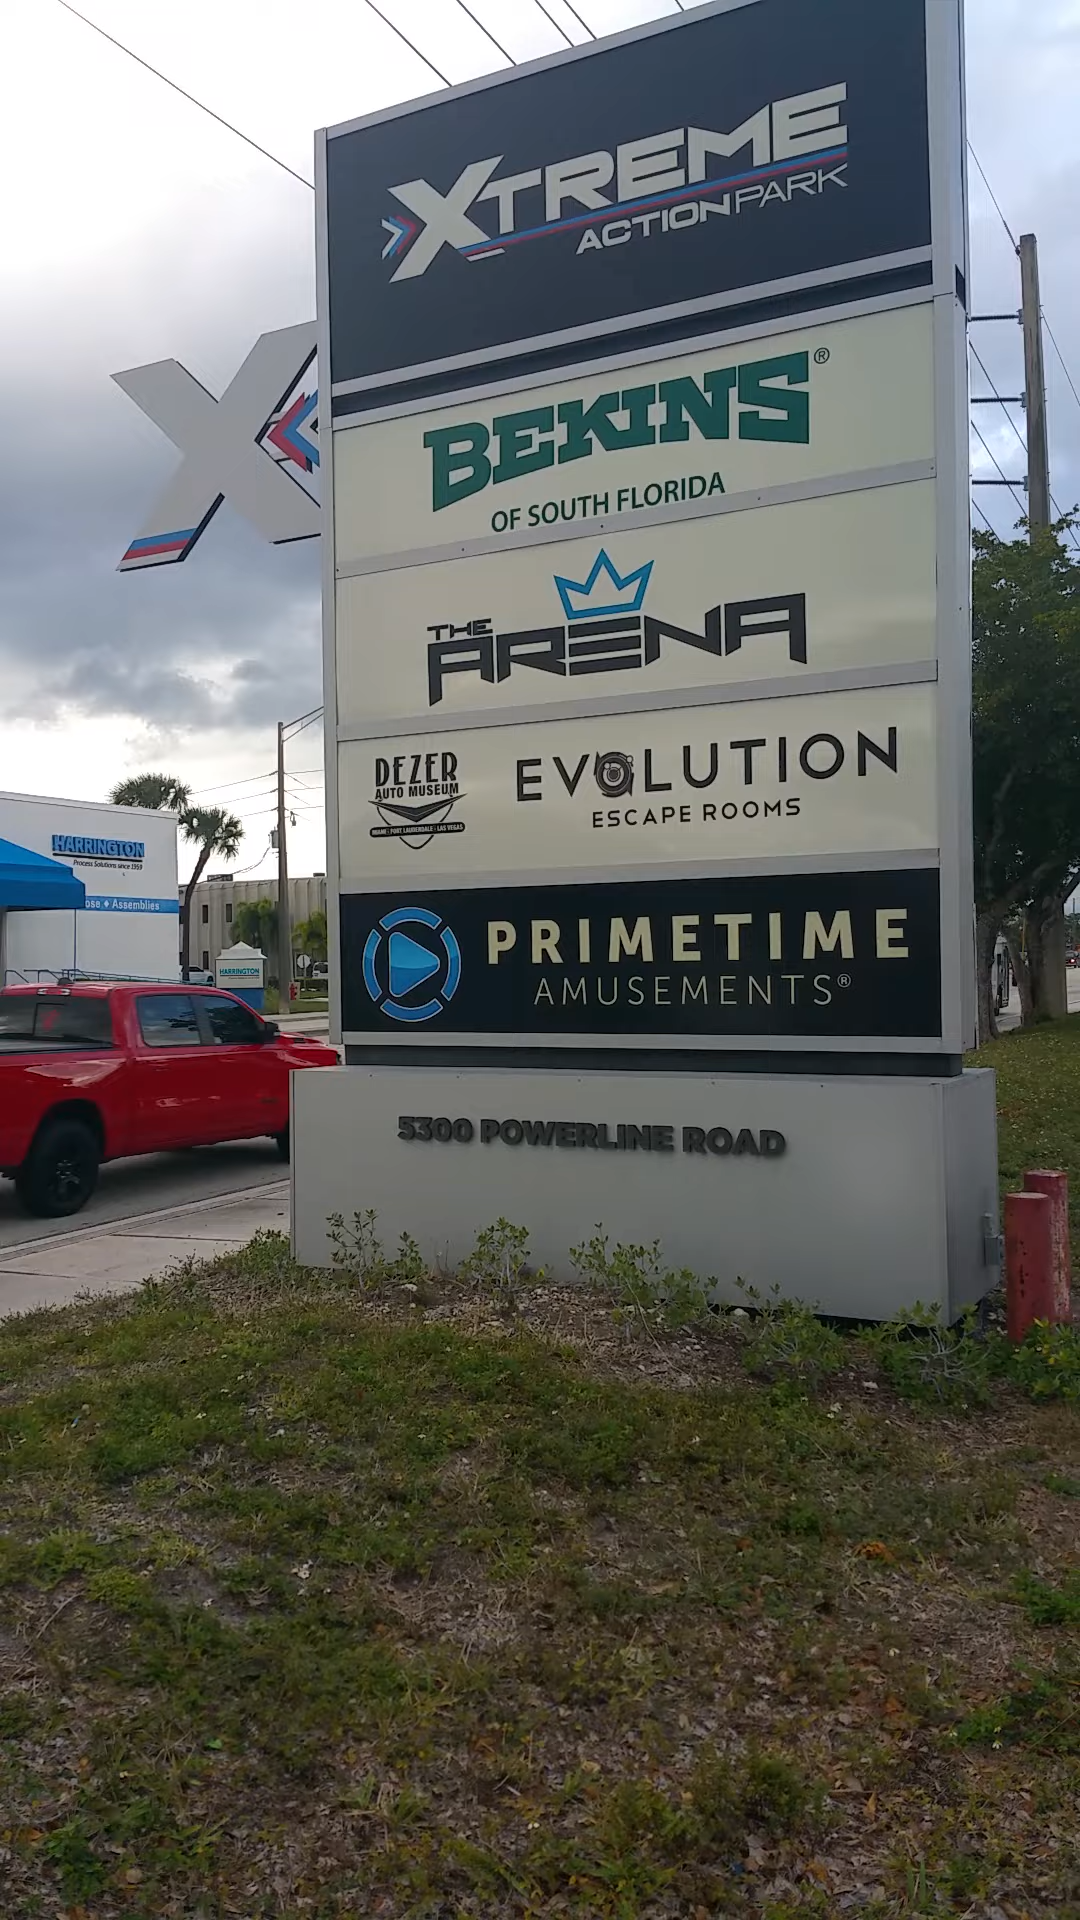 XTREME
ACTION PARK
BEKINS®
OF SOUTH FLORIDA
THE
ARENA
DEZER
AUTO MUSEUM
MIAMI • FORT LAUDERDALE • LAS VEGAS
EVOLUTION
ESCAPE ROOMS
PRIMETIME
AMUSEMENTS®
5300 POWERLINE ROAD
X
HARRINGTON
Process Solutions since 1959
ose ♦ Assemblies
HARRINGTON